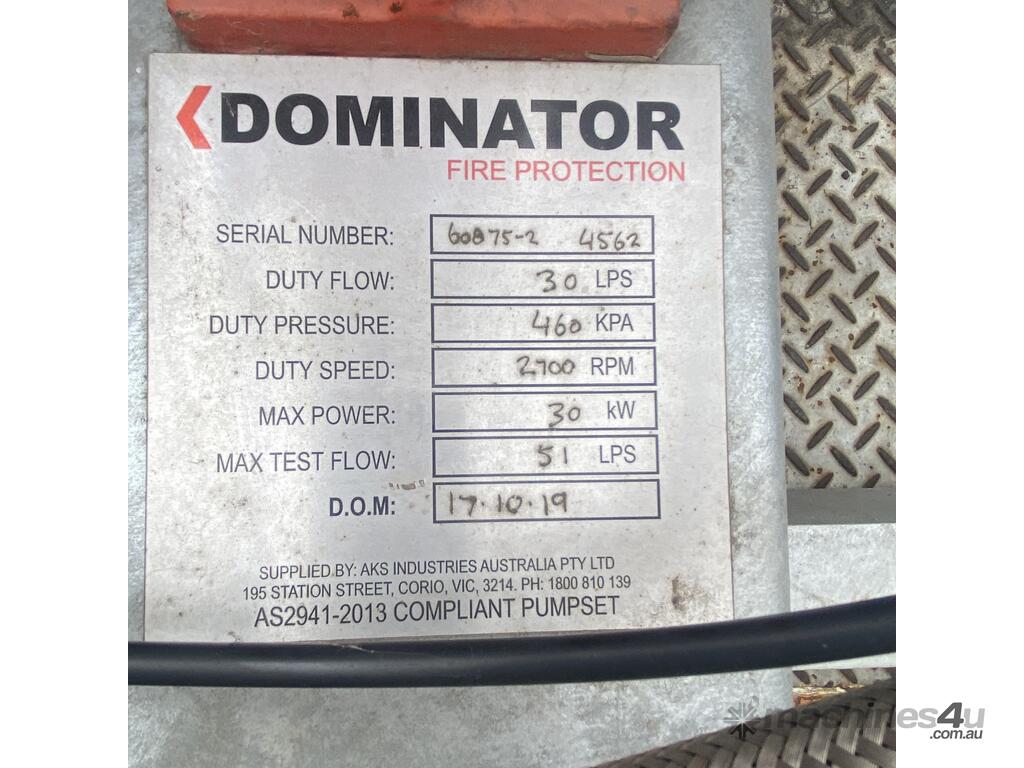 DOMINATOR
FIRE PROTECTION
SERIAL NUMBER: 60875-2 4562
DUTY FLOW: 30 LPS
DUTY PRESSURE: 460 KPA
DUTY SPEED: 2700 RPM
MAX POWER: 30 kW
MAX TEST FLOW: 51 LPS
D.O.M: 17.10.19
SUPPLIED BY: AKS INDUSTRIES AUSTRALIA PTY LTD
195 STATION STREET, CORIO, VIC, 3214. PH: 1800 810 139
AS2941-2013 COMPLIANT PUMPSET
machines4u
.com.au